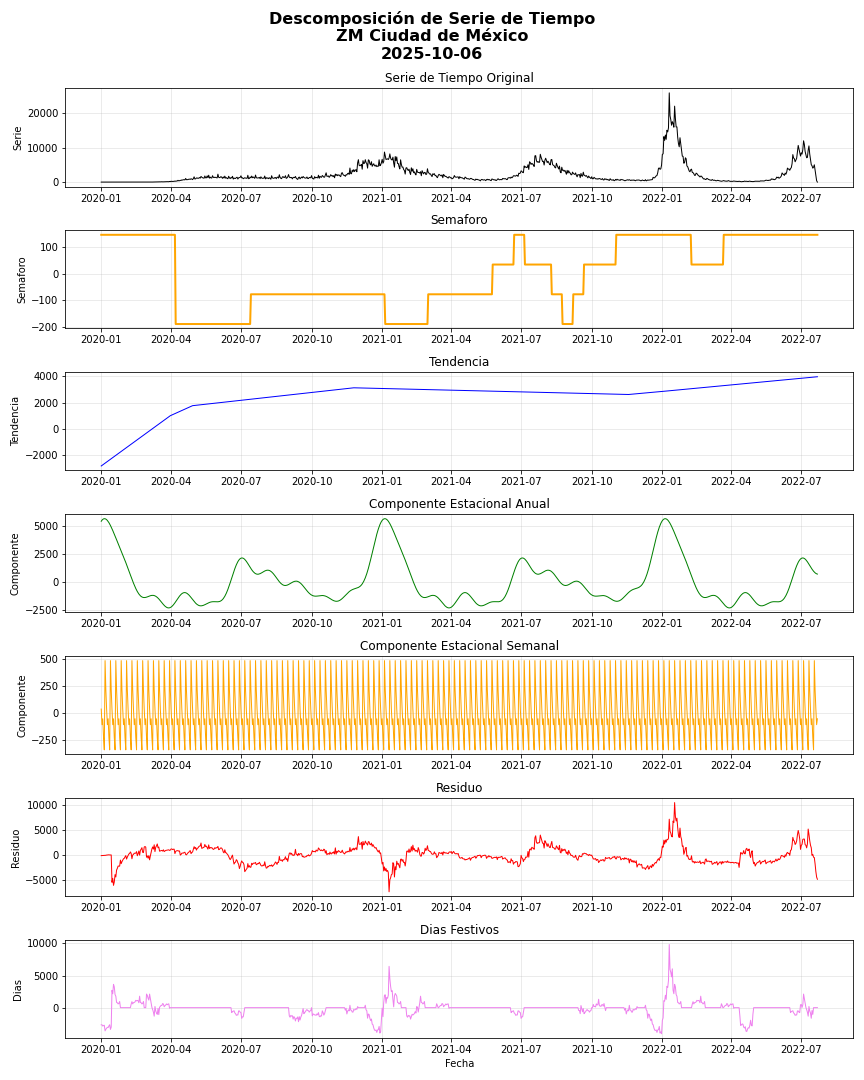 Descomposición de Serie de Tiempo
ZM Ciudad de México
2025-10-06
Serie de Tiempo Original
Serie
20000
10000
0
2020-01 2020-04 2020-07 2020-10 2021-01 2021-04 2021-07 2021-10 2022-01 2022-04 2022-07
Semaforo
Semaforo
100
0
−100
−200
2020-01 2020-04 2020-07 2020-10 2021-01 2021-04 2021-07 2021-10 2022-01 2022-04 2022-07
Tendencia
Tendencia
4000
2000
0
−2000
2020-01 2020-04 2020-07 2020-10 2021-01 2021-04 2021-07 2021-10 2022-01 2022-04 2022-07
Componente Estacional Anual
Componente
5000
2500
0
−2500
2020-01 2020-04 2020-07 2020-10 2021-01 2021-04 2021-07 2021-10 2022-01 2022-04 2022-07
Componente Estacional Semanal
Componente
500
250
0
−250
2020-01 2020-04 2020-07 2020-10 2021-01 2021-04 2021-07 2021-10 2022-01 2022-04 2022-07
Residuo
Residuo
10000
5000
0
−5000
2020-01 2020-04 2020-07 2020-10 2021-01 2021-04 2021-07 2021-10 2022-01 2022-04 2022-07
Dias Festivos
Dias
10000
5000
0
2020-01 2020-04 2020-07 2020-10 2021-01 2021-04 2021-07 2021-10 2022-01 2022-04 2022-07
Fecha